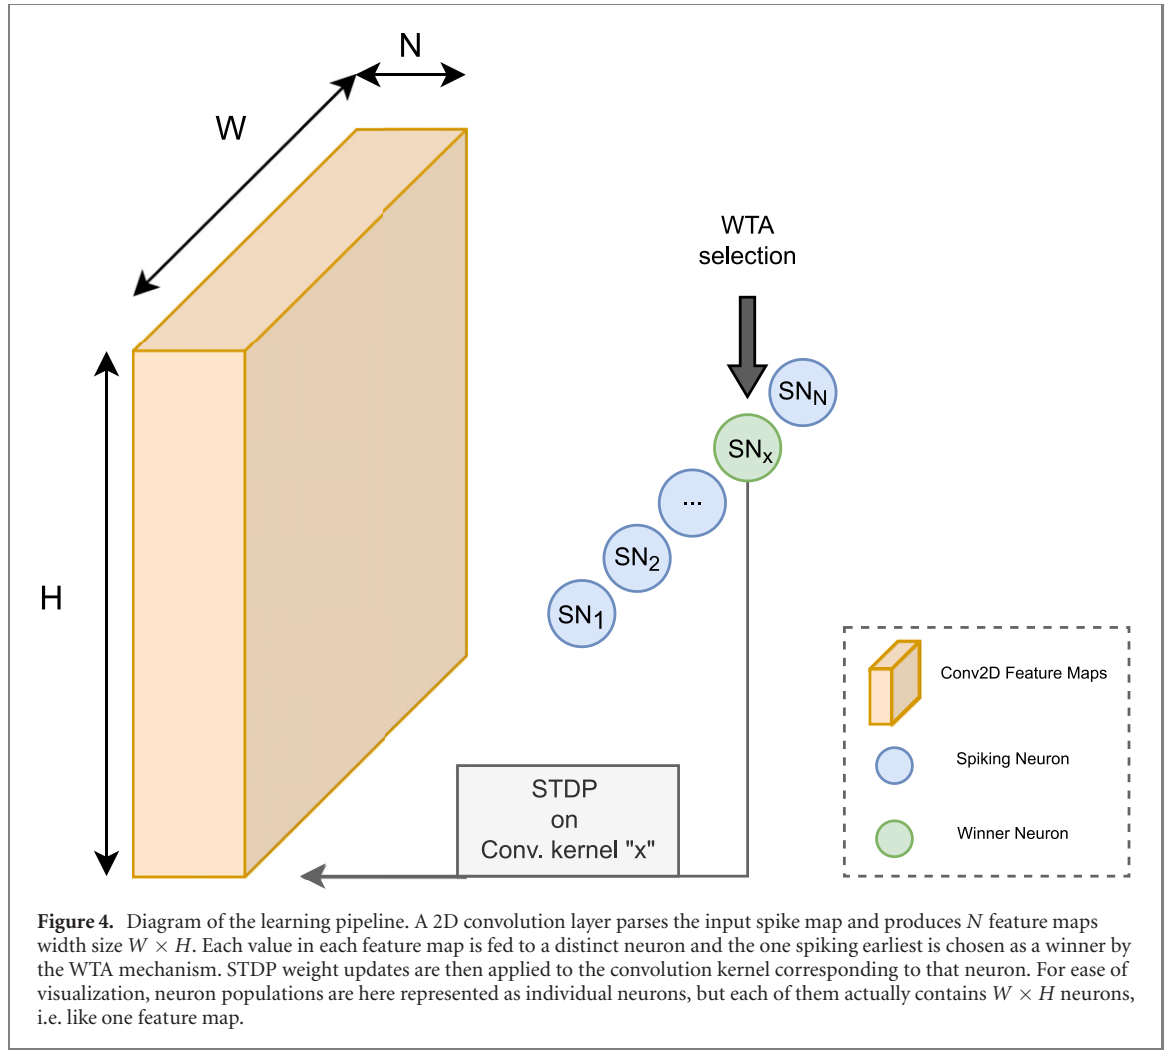 N
W
WTA
selection
SN_N
SN_x
...
SN_2
H
SN_1
Conv2D Feature Maps
Spiking Neuron
Winner Neuron
STDP
on
Conv. kernel "x"
Figure 4. Diagram of the learning pipeline. A 2D convolution layer parses the input spike map and produces N feature maps
width size W × H. Each value in each feature map is fed to a distinct neuron and the one spiking earliest is chosen as a winner by
the WTA mechanism. STDP weight updates are then applied to the convolution kernel corresponding to that neuron. For ease of
visualization, neuron populations are here represented as individual neurons, but each of them actually contains W × H neurons,
i.e. like one feature map.